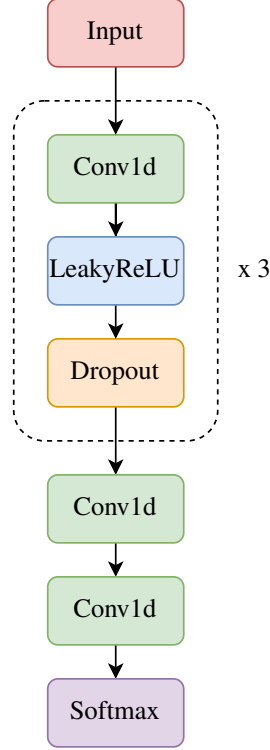 Input
Conv1d
LeakyReLU
x 3
Dropout
Conv1d
Conv1d
Softmax